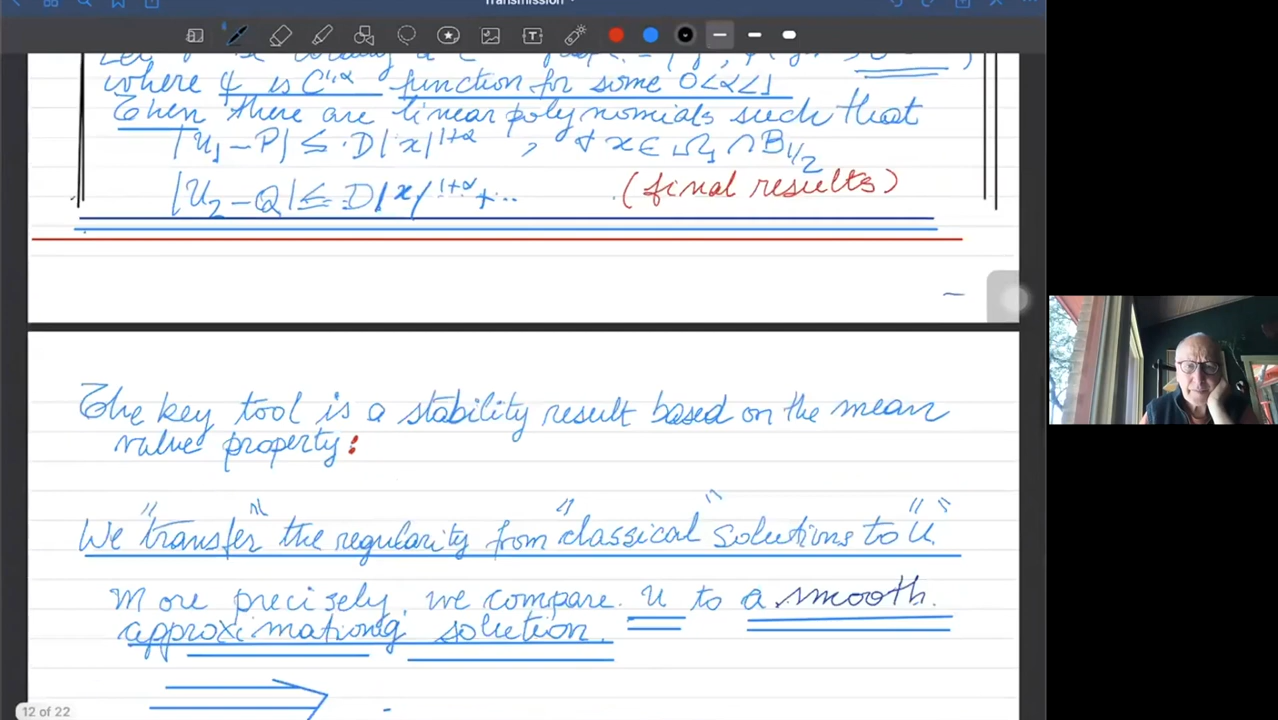 Transmission
where ψ is C^{1,α} function for some 0<α<1
Then there are linear polynomials such that
|U₁-P| ≤ D|x|^{1+α}, ∀ x ∈ Ω₁ ∩ B_{1/2}
|U₂-Q| ≤ D|x|^{1+α}+... (final results)
The key tool is a stability result based on the mean
value property:
We "transfer" the regularity from "classical" solutions to "U".
More precisely, we compare U to a smooth
approximationg solution.
12 of 22